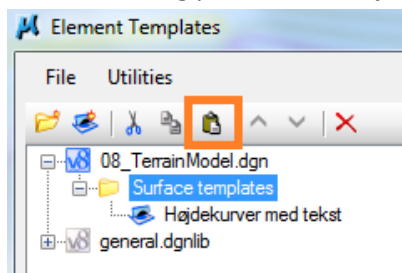 Element Templates
File Utilities
08_TerrainModel.dgn
Surface templates
Højdekurver med tekst
general.dgnlib